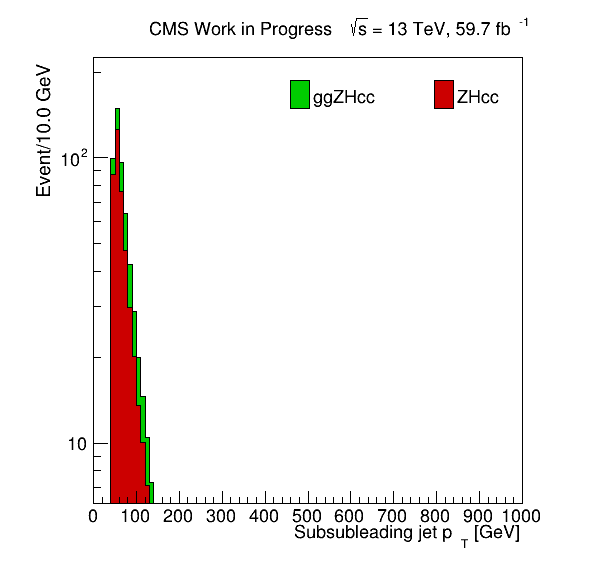 CMS Work in Progress √s = 13 TeV, 59.7 fb⁻¹
Event/10.0 GeV
ggZHcc ZHcc
10²
10
0 100 200 300 400 500 600 700 800 900 1000
Subsubleading jet p_T [GeV]